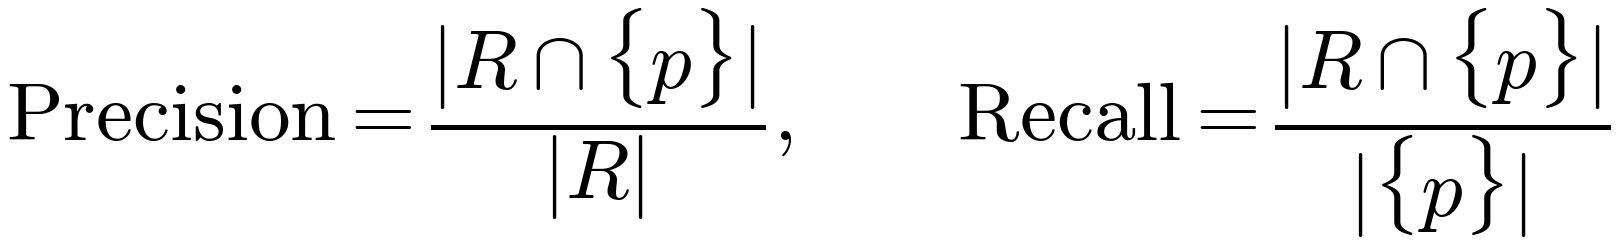 Precision = |R ∩ {p}| / |R| , Recall = |R ∩ {p}| / |{p}|